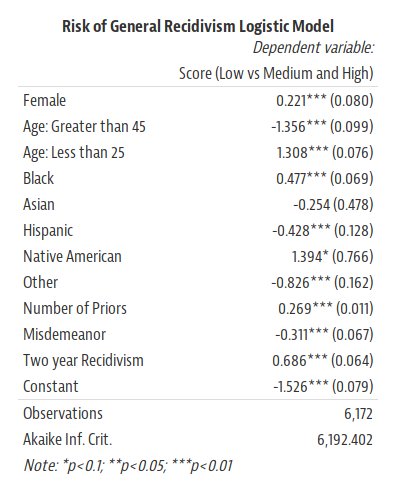 Risk of General Recidivism Logistic Model
Dependent variable:
Score (Low vs Medium and High)
Female 0.221*** (0.080)
Age: Greater than 45 -1.356*** (0.099)
Age: Less than 25 1.308*** (0.076)
Black 0.477*** (0.069)
Asian -0.254 (0.478)
Hispanic -0.428*** (0.128)
Native American 1.394* (0.766)
Other -0.826*** (0.162)
Number of Priors 0.269*** (0.011)
Misdemeanor -0.311*** (0.067)
Two year Recidivism 0.686*** (0.064)
Constant -1.526*** (0.079)
Observations 6,172
Akaike Inf. Crit. 6,192.402
Note: *p<0.1; **p<0.05; ***p<0.01